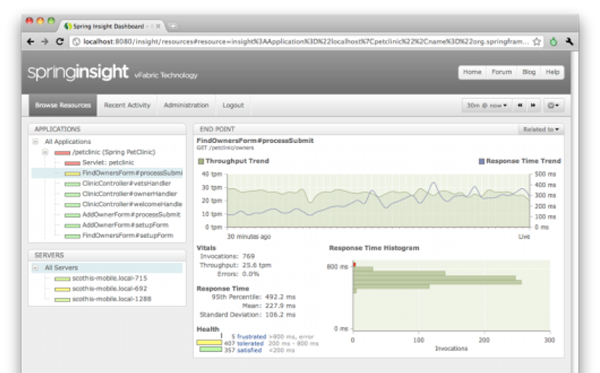 Spring Insight Dashboard -
localhost:8080/insight/resources#resource=insight%3AApplication%3D%22localhost%7Cpetclinic%22%2Cname%3D%22org.springfram
springinsight vFabric Technology
Home Forum Blog Help
Browse Resources Recent Activity Administration Logout
30m @ now
APPLICATIONS
All Applications
/petclinic (Spring PetClinic)
Servlet: petclinic
FindOwnersForm#processSubmi
ClinicController#vetsHandler
ClinicController#ownerHandler
ClinicController#welcomeHandle
AddOwnerForm#processSubmit
AddOwnerForm#setupForm
FindOwnersForm#setupForm
SERVERS
All Servers
scothis-mobile.local-715
scothis-mobile.local-692
scothis-mobile.local-1288
END POINT
Related to
FindOwnersForm#processSubmit
GET /petclinic/owners
Throughput Trend
Response Time Trend
40 tpm
30 tpm
20 tpm
10 tpm
0 tpm
500 ms
400 ms
300 ms
200 ms
100 ms
0 ms
30 minutes ago
Live
Vitals
Invocations: 769
Throughput: 25.6 tpm
Errors: 0.0%
Response Time
95th Percentile: 492.2 ms
Mean: 227.9 ms
Standard Deviation: 106.2 ms
Health
5 frustrated >800 ms, error
407 tolerated 200 ms - 800 ms
357 satisfied <200 ms
Response Time Histogram
800 ms
0 ms
0 100 200 300
Invocations